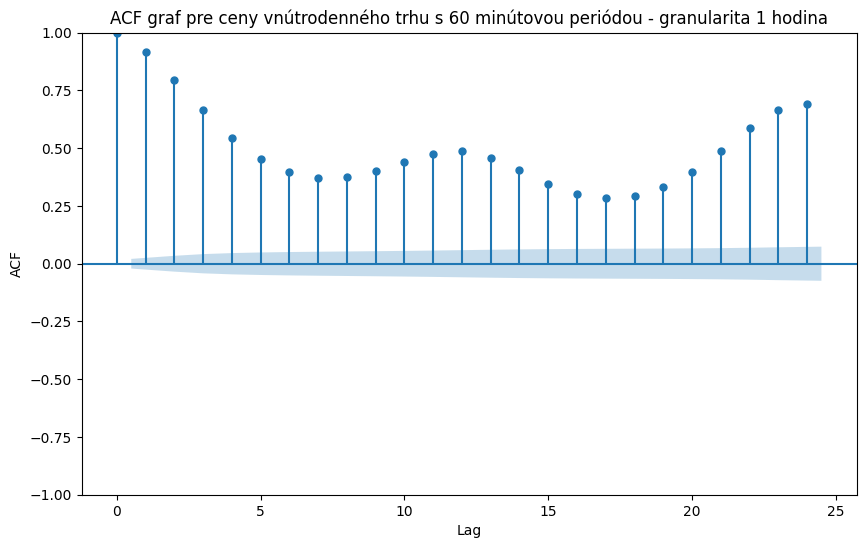 ACF graf pre ceny vnútrodenného trhu s 60 minútovou periódou - granularita 1 hodina
1.00
0.75
0.50
0.25
0.00
−0.25
−0.50
−0.75
−1.00
ACF
0 5 10 15 20 25
Lag